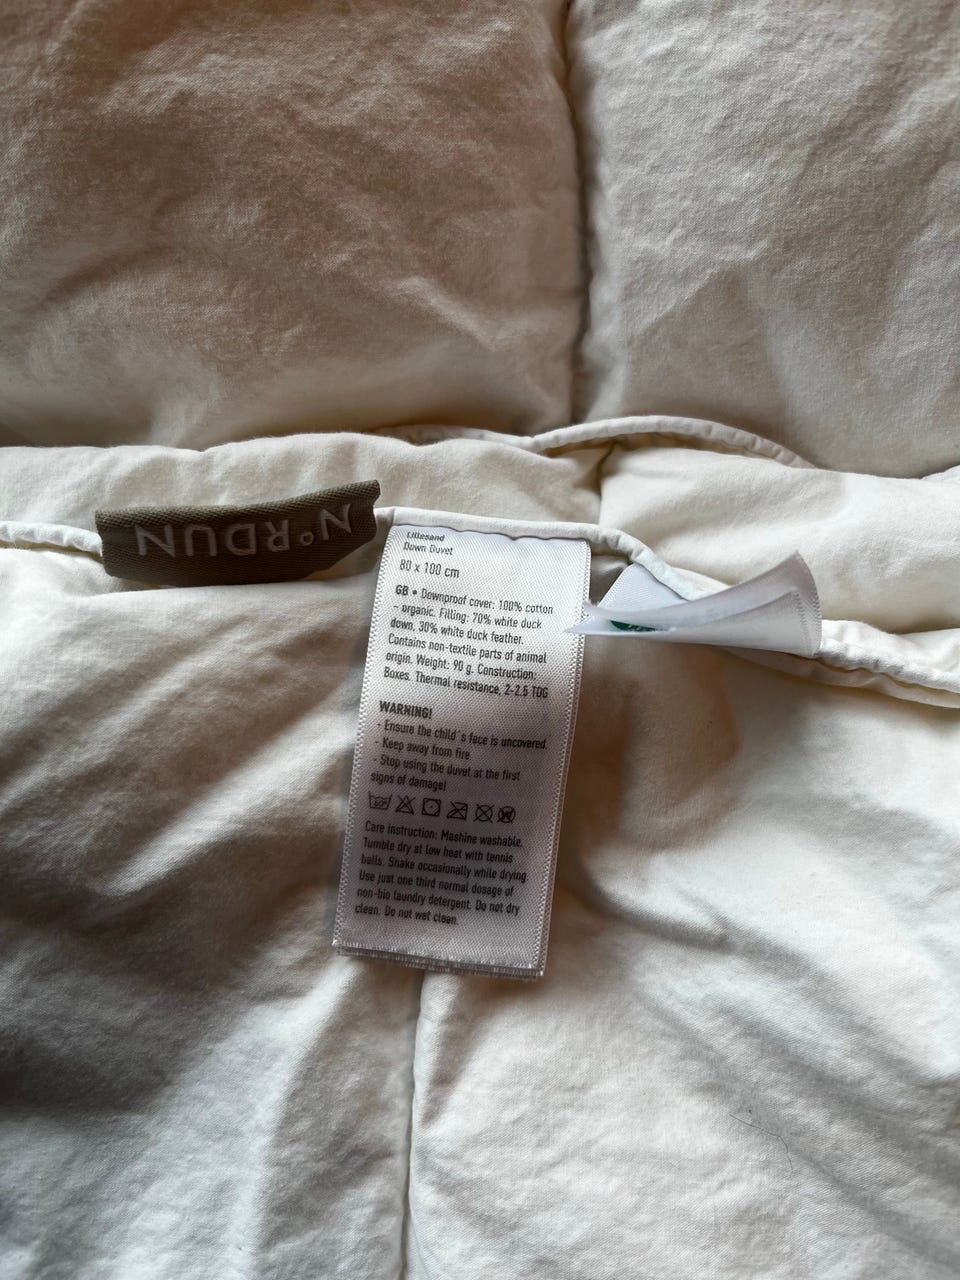 N°RDUN
Lillesand
Down Duvet
80 x 100 cm
GB • Downproof cover: 100% cotton
- organic. Filling: 70% white duck
down, 30% white duck feather.
Contains non-textile parts of animal
origin. Weight: 90 g. Construction:
Boxes. Thermal resistance, 2-2.5 TOG
WARNING!
- Ensure the child´s face is uncovered.
- Keep away from fire.
- Stop using the duvet at the first
signs of damage!
60°
W
Care instruction: Mashine washable.
Tumble dry at low heat with tennis
balls. Shake occasionally while drying.
Use just one third normal dosage of
non-bio laundry detergent. Do not dry
clean. Do not wet clean.